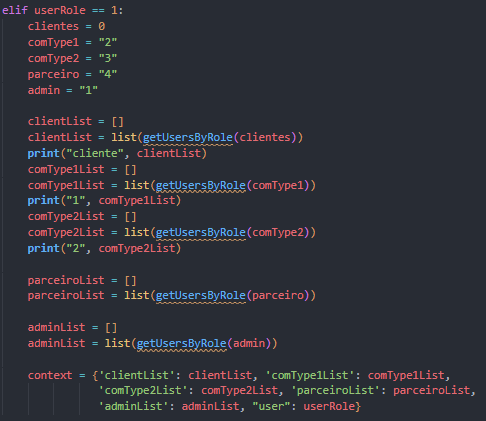 elif userRole == 1:
    clientes = 0
    comType1 = "2"
    comType2 = "3"
    parceiro = "4"
    admin = "1"

    clientList = []
    clientList = list(getUsersByRole(clientes))
    print("cliente", clientList)
    comType1List = []
    comType1List = list(getUsersByRole(comType1))
    print("1", comType1List)
    comType2List = []
    comType2List = list(getUsersByRole(comType2))
    print("2", comType2List)

    parceiroList = []
    parceiroList = list(getUsersByRole(parceiro))

    adminList = []
    adminList = list(getUsersByRole(admin))

    context = {'clientList': clientList, 'comType1List': comType1List,
               'comType2List': comType2List, 'parceiroList': parceiroList,
               'adminList': adminList, "user": userRole}